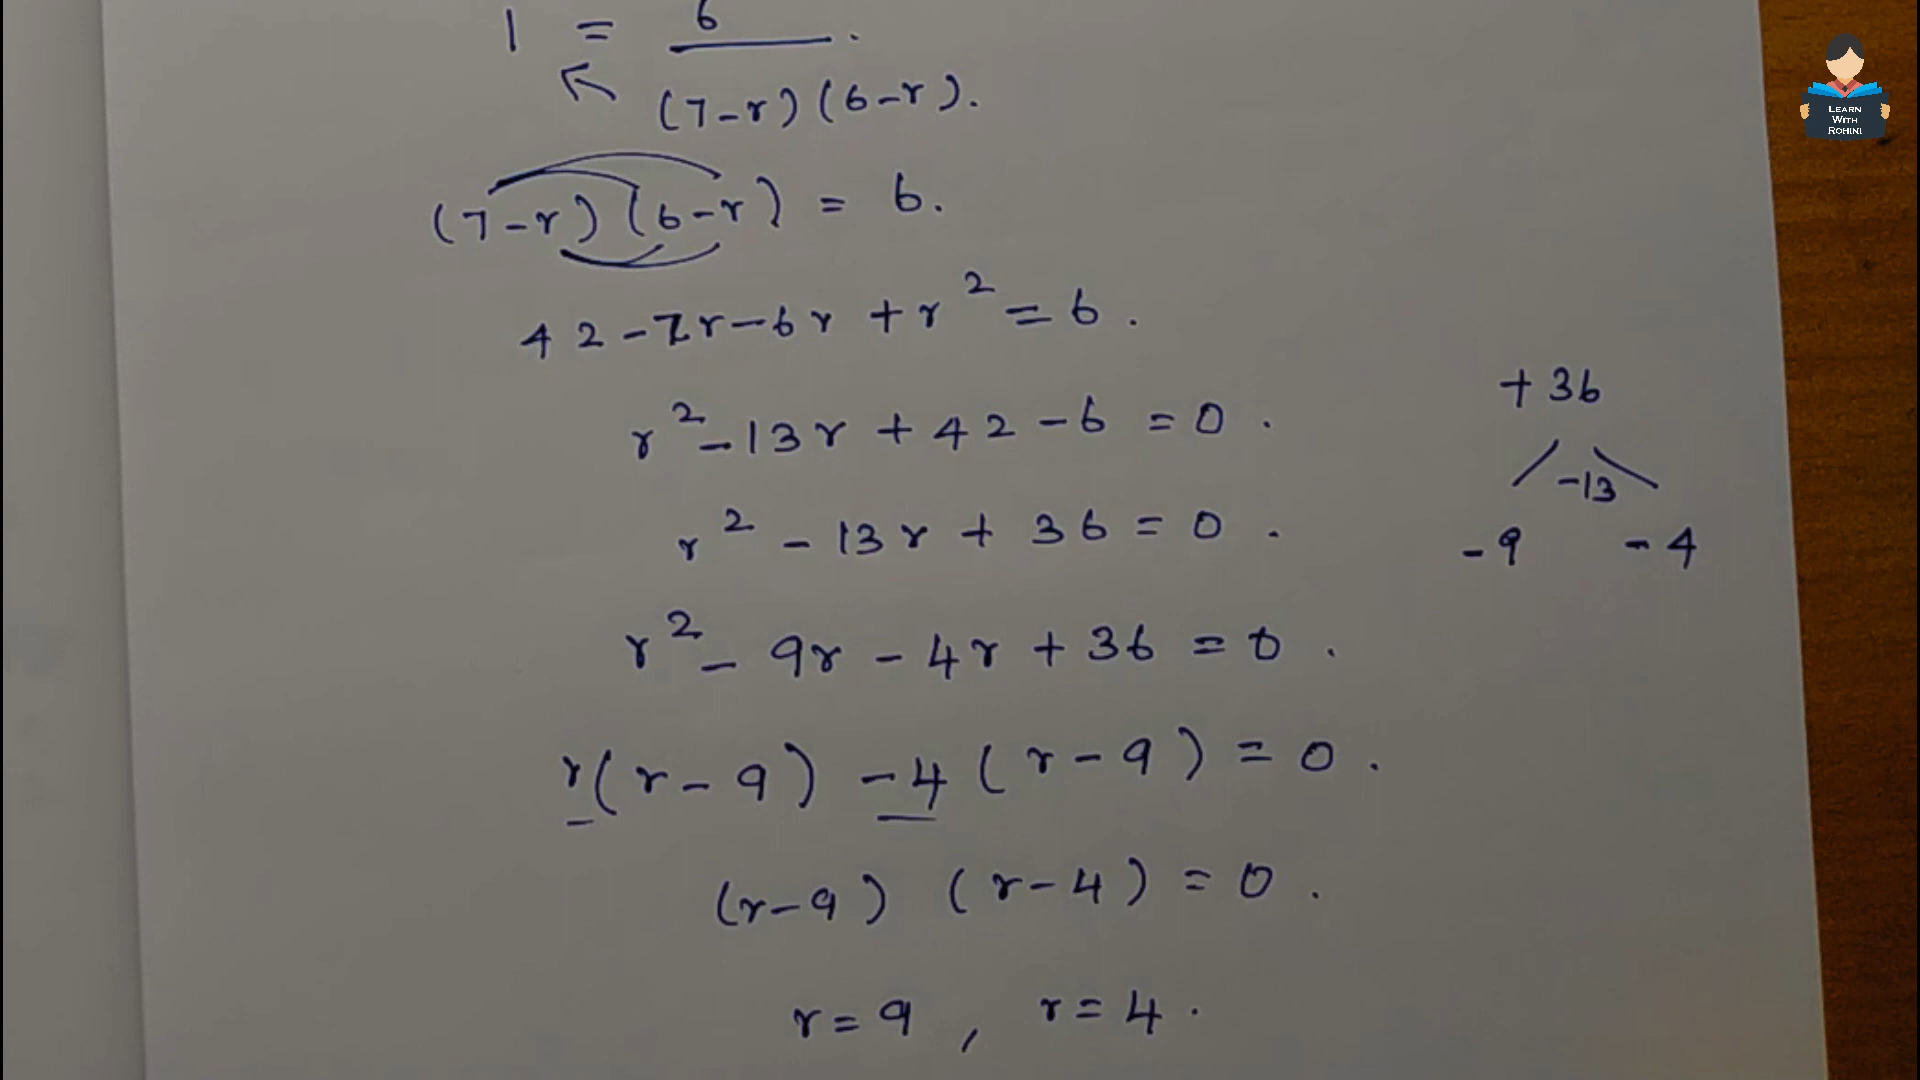 1 = 6
(7-r)(6-r).
(7-r)(6-r) = 6.
42-7r-6r+r²=6.
r²-13r+42-6=0.
r²-13r+36=0.
r²-9r-4r+36=0.
r(r-9)-4(r-9)=0.
(r-9)(r-4)=0.
r=9, r=4.
+36
-13
-9 -4
LEARN
WITH
ROHINI